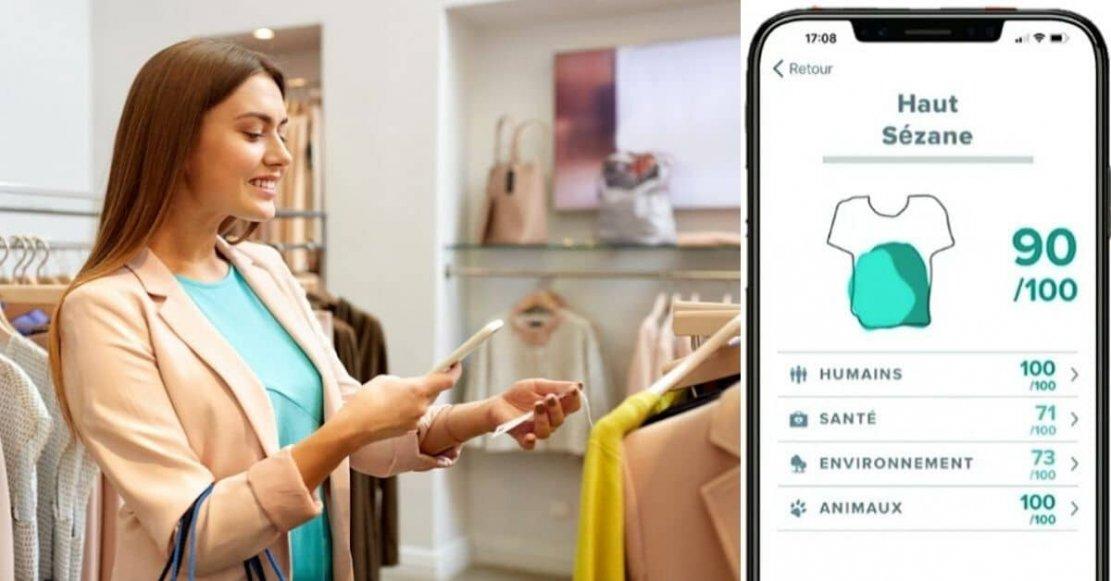 17:08
Retour
Haut
Sézane
90
/100
HUMAINS 100
/100
SANTÉ 71
/100
ENVIRONNEMENT 73
/100
ANIMAUX 100
/100